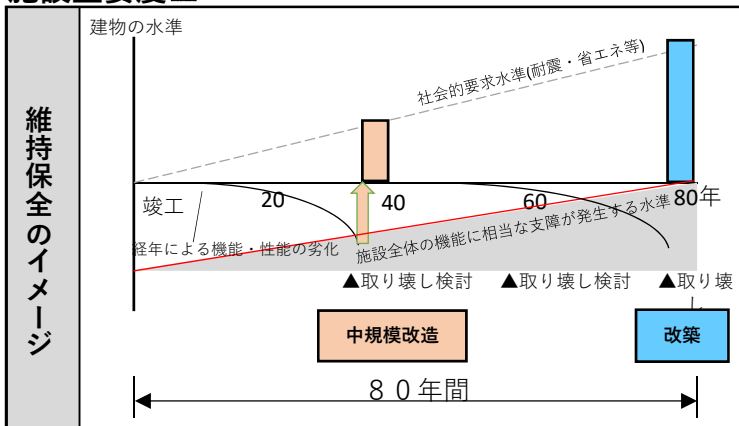 建物の水準
社会的要求水準(耐震・省エネ等)
維持保全のイメージ
竣工
20
40
60
80年
経年による機能・性能の劣化
施設全体の機能に相当な支障が発生する水準
▲取り壊し検討
▲取り壊し検討
▲取り壊
し
中規模改造
改築
８０年間